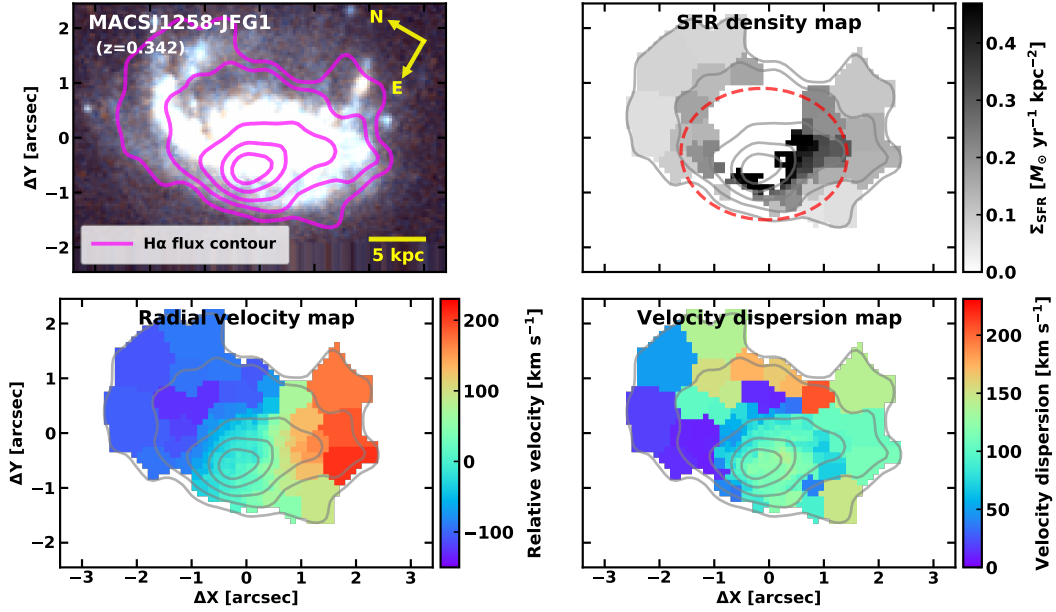 MACSJ1258-JFG1
(z=0.342)
N
E
Hα flux contour
5 kpc
ΔY [arcsec]
2
1
0
−1
−2
SFR density map
0.4
0.3
0.2
0.1
0.0
Σ_SFR [M_⊙ yr⁻¹ kpc⁻²]
Radial velocity map
ΔY [arcsec]
2
1
0
−1
−2
−3 −2 −1 0 1 2 3
ΔX [arcsec]
200
100
0
−100
Relative velocity [km s⁻¹]
Velocity dispersion map
−3 −2 −1 0 1 2 3
ΔX [arcsec]
200
150
100
50
0
Velocity dispersion [km s⁻¹]